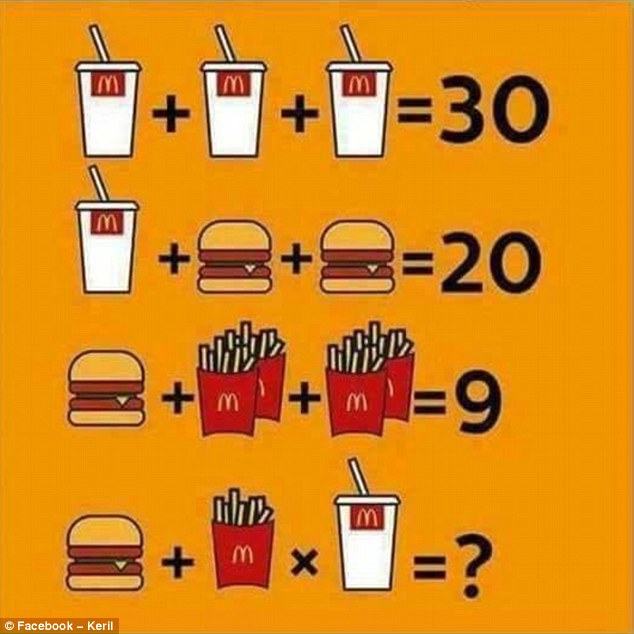 M + M + M =30
M + + =20
+ M + M =9
+ M × M =?
© Facebook – Keril